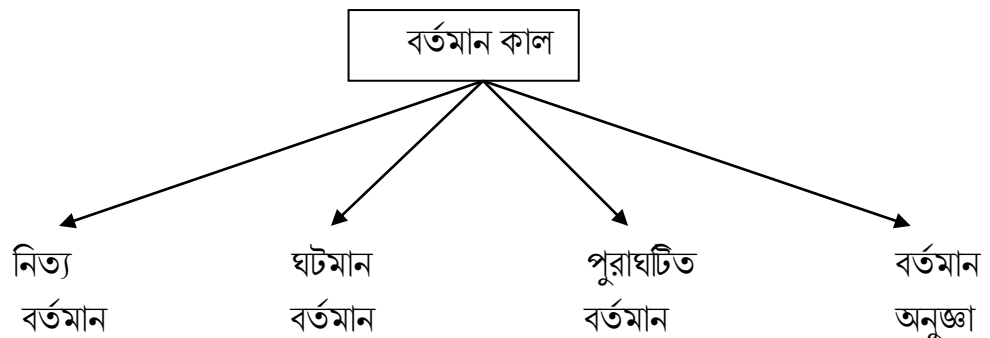 বর্তমান কাল
নিত্য
বর্তমান
ঘটমান
বর্তমান
পুরাঘটিত
বর্তমান
বর্তমান
অনুজ্ঞা